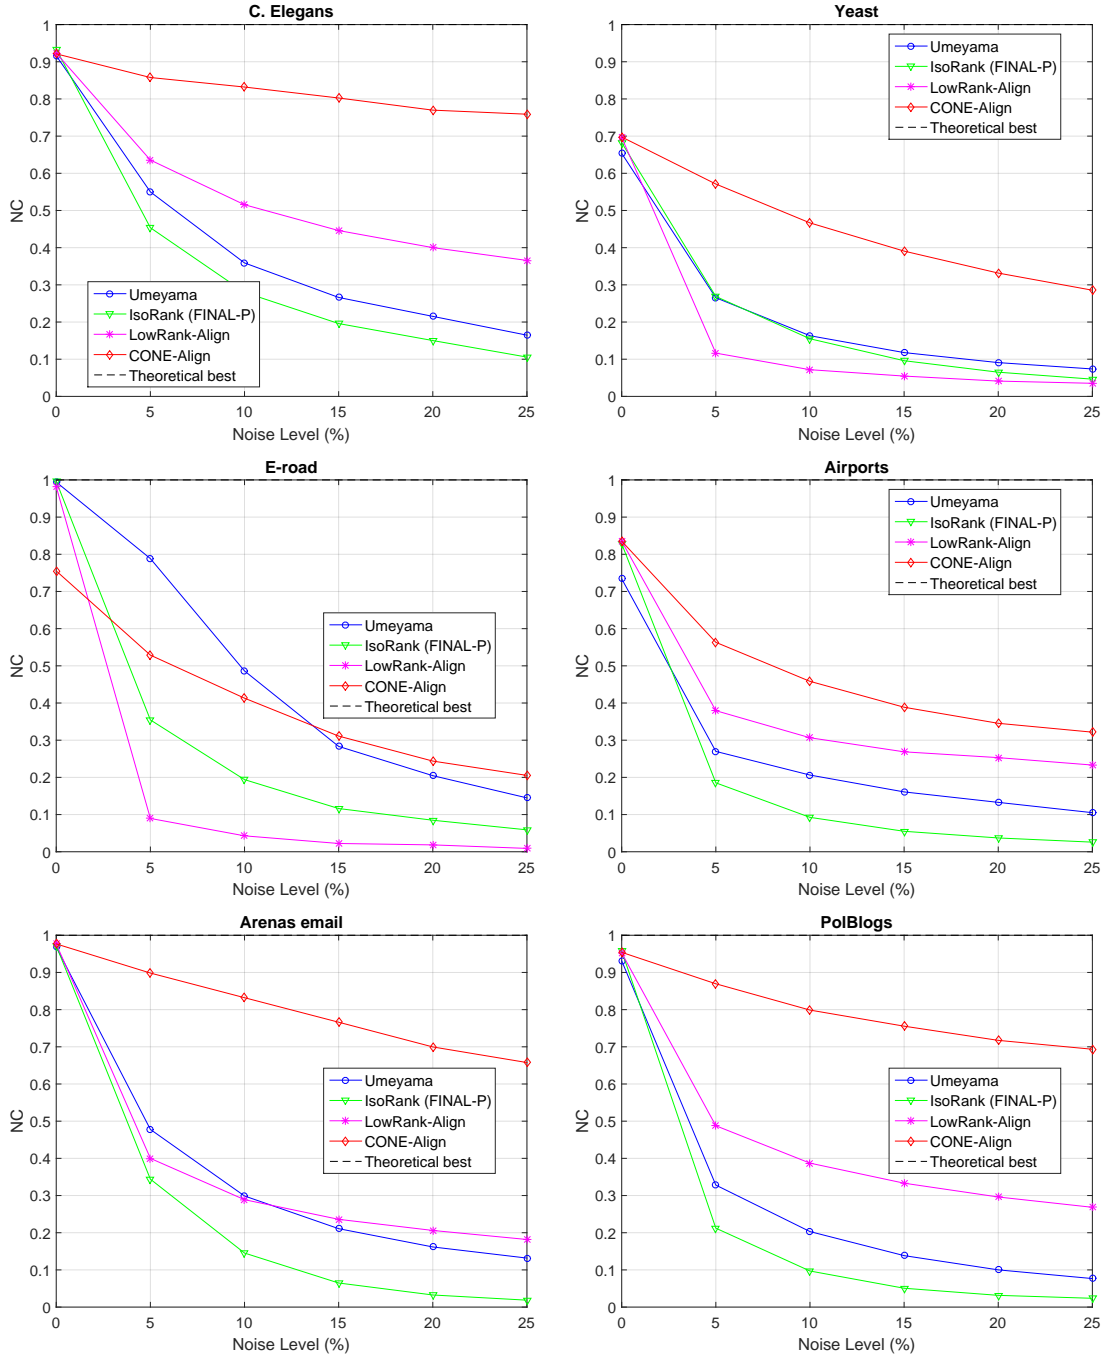 C. Elegans
1
0.9
0.8
0.7
0.6
0.5
0.4
0.3
0.2
0.1
0
NC
Umeyama
IsoRank (FINAL-P)
LowRank-Align
CONE-Align
Theoretical best
0 5 10 15 20 25
Noise Level (%)
Yeast
1
0.9
0.8
0.7
0.6
0.5
0.4
0.3
0.2
0.1
0
NC
Umeyama
IsoRank (FINAL-P)
LowRank-Align
CONE-Align
Theoretical best
0 5 10 15 20 25
Noise Level (%)
E-road
1
0.9
0.8
0.7
0.6
0.5
0.4
0.3
0.2
0.1
0
NC
Umeyama
IsoRank (FINAL-P)
LowRank-Align
CONE-Align
Theoretical best
0 5 10 15 20 25
Noise Level (%)
Airports
1
0.9
0.8
0.7
0.6
0.5
0.4
0.3
0.2
0.1
0
NC
Umeyama
IsoRank (FINAL-P)
LowRank-Align
CONE-Align
Theoretical best
0 5 10 15 20 25
Noise Level (%)
Arenas email
1
0.9
0.8
0.7
0.6
0.5
0.4
0.3
0.2
0.1
0
NC
Umeyama
IsoRank (FINAL-P)
LowRank-Align
CONE-Align
Theoretical best
0 5 10 15 20 25
Noise Level (%)
PolBlogs
1
0.9
0.8
0.7
0.6
0.5
0.4
0.3
0.2
0.1
0
NC
Umeyama
IsoRank (FINAL-P)
LowRank-Align
CONE-Align
Theoretical best
0 5 10 15 20 25
Noise Level (%)